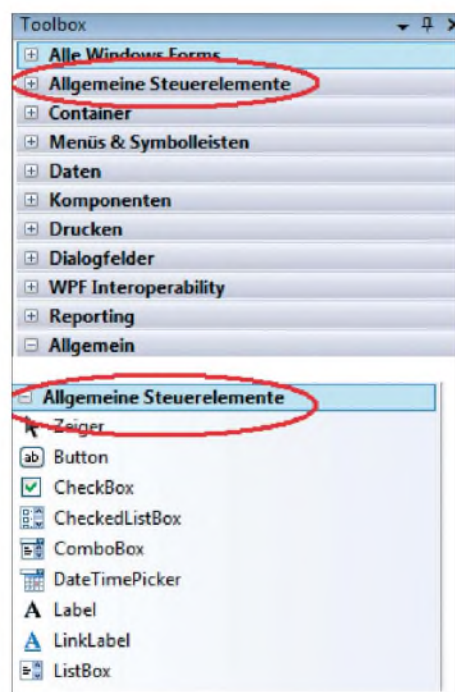 Toolbox
Alle Windows Forms
Allgemeine Steuerelemente
Container
Menüs & Symbolleisten
Daten
Komponenten
Drucken
Dialogfelder
WPF Interoperability
Reporting
Allgemein
Allgemeine Steuerelemente
Zeiger
ab Button
CheckBox
CheckedListBox
ComboBox
DateTimePicker
A Label
A LinkLabel
ListBox